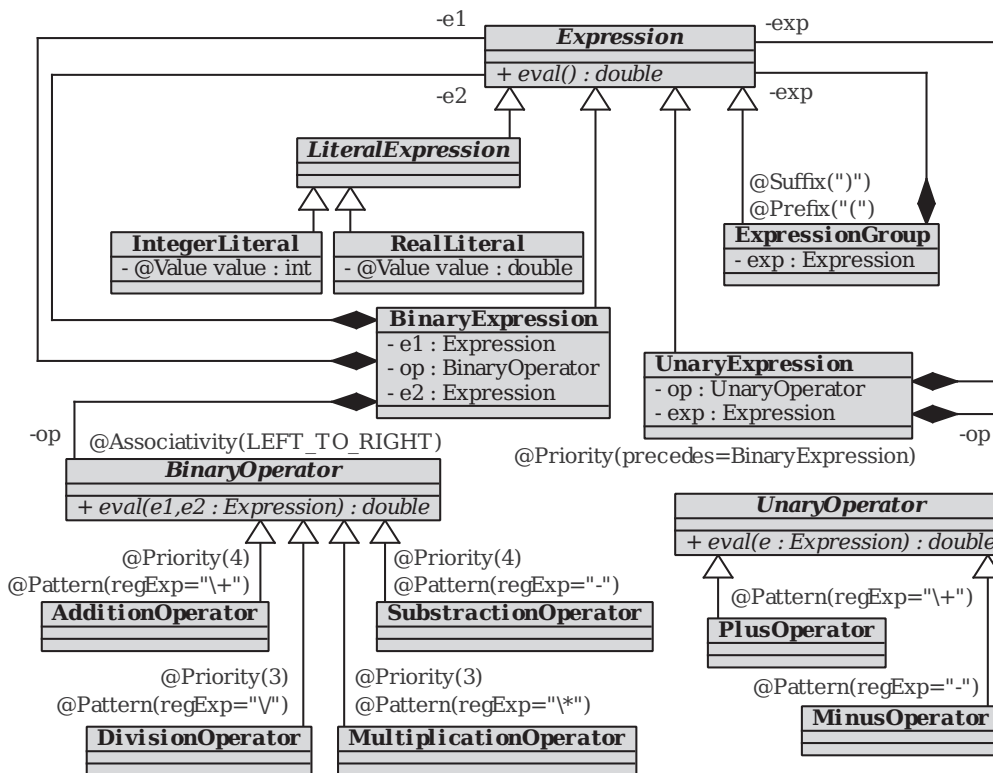 -e1
Expression
-exp
+ eval() : double
-e2
-exp
LiteralExpression
@Suffix(")")
@Prefix("(")
IntegerLiteral
- @Value value : int
RealLiteral
- @Value value : double
ExpressionGroup
- exp : Expression
BinaryExpression
- e1 : Expression
- op : BinaryOperator
- e2 : Expression
UnaryExpression
- op : UnaryOperator
- exp : Expression
-op
-op
@Associativity(LEFT_TO_RIGHT)
@Priority(precedes=BinaryExpression)
BinaryOperator
+ eval(e1,e2 : Expression) : double
UnaryOperator
+ eval(e : Expression) : double
@Priority(4)
@Pattern(regExp="\+")
@Priority(4)
@Pattern(regExp="-")
@Pattern(regExp="\+")
AdditionOperator
SubstractionOperator
PlusOperator
@Priority(3)
@Pattern(regExp="\/")
@Priority(3)
@Pattern(regExp="\*")
@Pattern(regExp="-")
MinusOperator
DivisionOperator
MultiplicationOperator